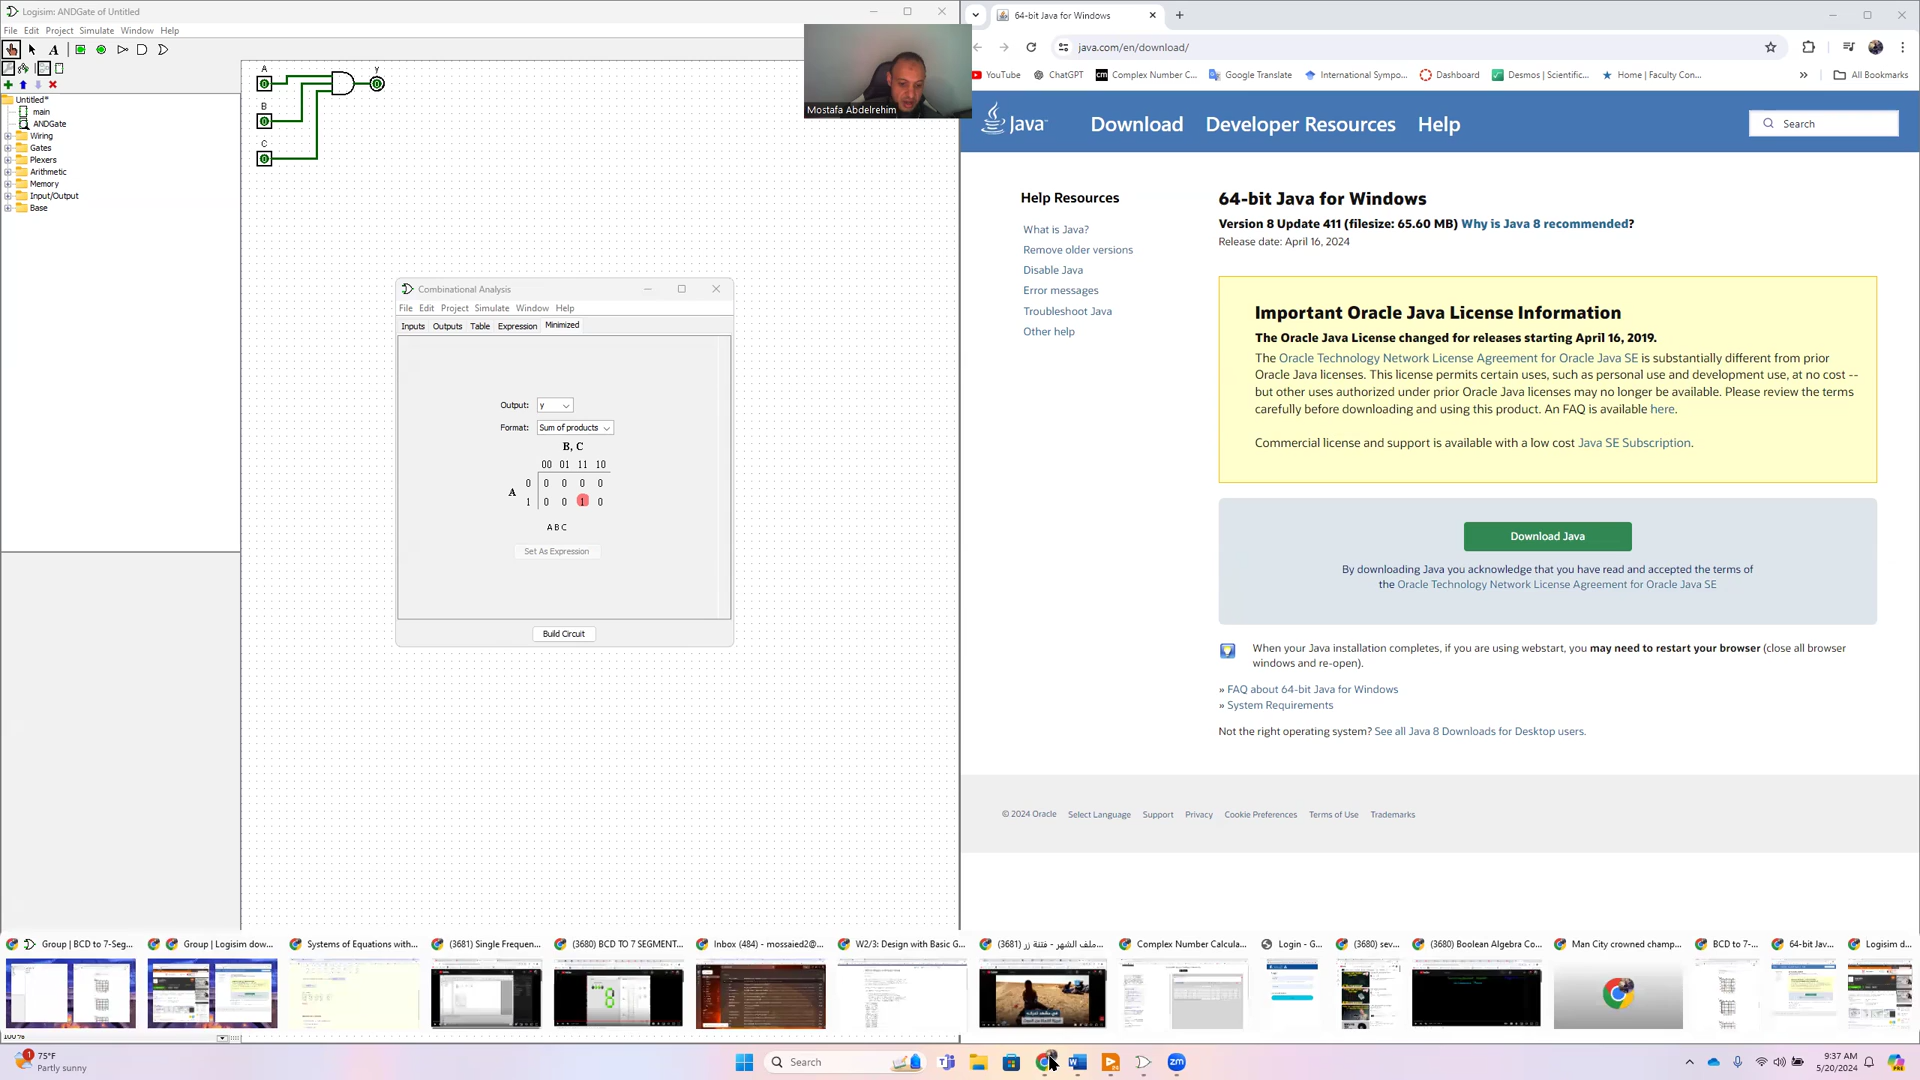 Logisim: ANDGate of Untitled
File Edit Project Simulate Window Help
A
Untitled*
main
ANDGate
Wiring
Gates
Plexers
Arithmetic
Memory
Input/Output
Base
A
y
B
C
0
0
0
0
Mostafa Abdelrehim
Combinational Analysis
File Edit Project Simulate Window Help
Inputs Outputs Table Expression Minimized
Output: y
Format: Sum of products
B, C
00 01 11 10
A
0 0 0 0 0
1 0 0 1 0
A B C
Set As Expression
Build Circuit
64-bit Java for Windows
java.com/en/download/
YouTube ChatGPT Complex Number C... Google Translate International Sympo... Dashboard Desmos | Scientific... Home | Faculty Con... » All Bookmarks
Java Download Developer Resources Help Search
Help Resources
What is Java?
Remove older versions
Disable Java
Error messages
Troubleshoot Java
Other help
64-bit Java for Windows
Version 8 Update 411 (filesize: 65.60 MB) Why is Java 8 recommended?
Release date: April 16, 2024
Important Oracle Java License Information
The Oracle Java License changed for releases starting April 16, 2019.
The Oracle Technology Network License Agreement for Oracle Java SE is substantially different from prior
Oracle Java licenses. This license permits certain uses, such as personal use and development use, at no cost --
but other uses authorized under prior Oracle Java licenses may no longer be available. Please review the terms
carefully before downloading and using this product. An FAQ is available here.
Commercial license and support is available with a low cost Java SE Subscription.
Download Java
By downloading Java you acknowledge that you have read and accepted the terms of
the Oracle Technology Network License Agreement for Oracle Java SE
When your Java installation completes, if you are using webstart, you may need to restart your browser (close all browser
windows and re-open).
» FAQ about 64-bit Java for Windows
» System Requirements
Not the right operating system? See all Java 8 Downloads for Desktop users.
© 2024 Oracle Select Language Support Privacy Cookie Preferences Terms of Use Trademarks
Group | BCD to 7-Seg...
Group | Logisim dow...
Systems of Equations with...
(3681) Single Frequen...
(3680) BCD TO 7 SEGMENT...
Inbox (484) - mossaied2@...
W2/3: Design with Basic G...
(3681) ملف الشهر - فتنة زر...
Complex Number Calcula...
Login - G...
(3680) sev...
(3680) Boolean Algebra Co...
Man City crowned champ...
BCD to 7-...
64-bit Jav...
Logisim d...
8
100%
1
75°F
Partly sunny
Search
W
zm
9:37 AM
5/20/2024
PRE